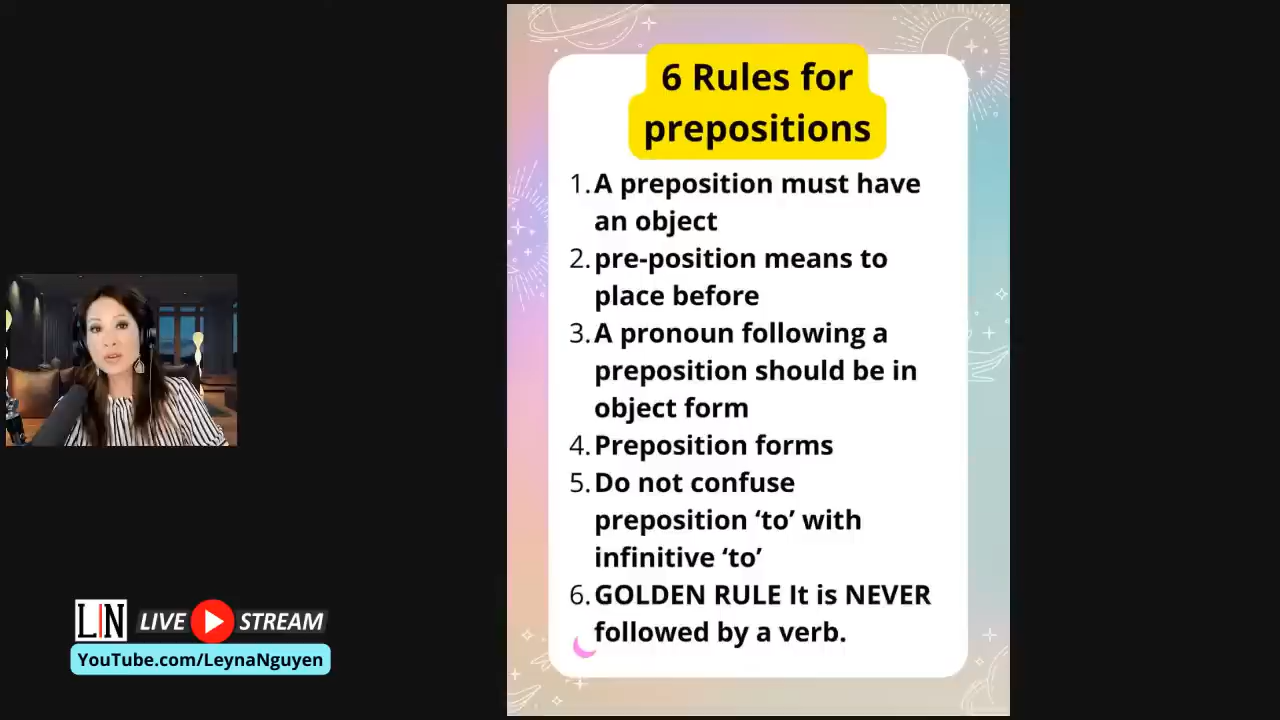 6 Rules for
prepositions
1. A preposition must have
an object
2. pre-position means to
place before
3. A pronoun following a
preposition should be in
object form
4. Preposition forms
5. Do not confuse
preposition ‘to’ with
infinitive ‘to’
6. GOLDEN RULE It is NEVER
followed by a verb.
LIN LIVE STREAM
YouTube.com/LeynaNguyen